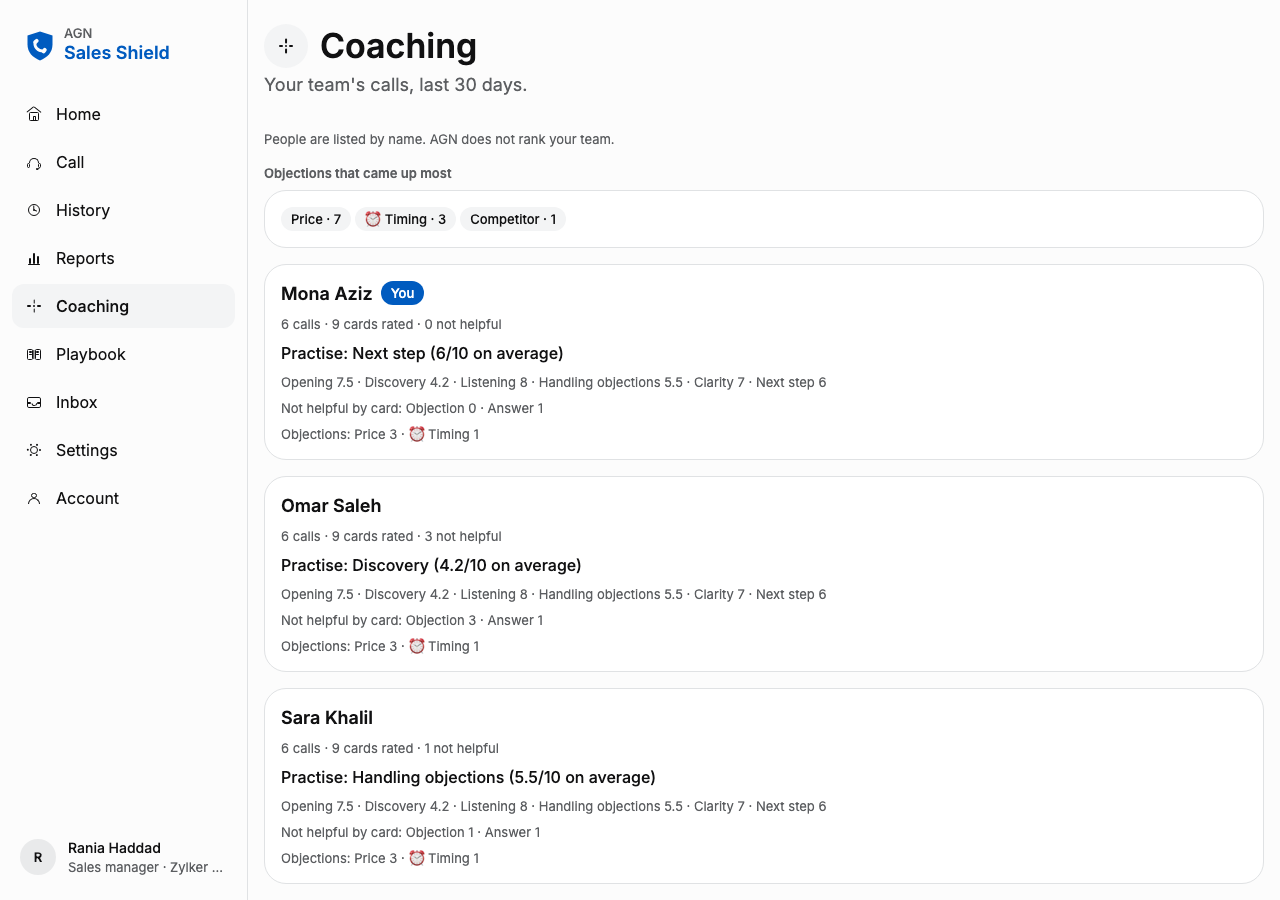 AGN
Sales Shield
Home
Call
History
Reports
Coaching
Playbook
Inbox
Settings
Account
R
Rania Haddad
Sales manager · Zylker ...
Coaching
Your team's calls, last 30 days.
People are listed by name. AGN does not rank your team.
Objections that came up most
Price · 7 ⏰ Timing · 3 Competitor · 1
Mona Aziz You
6 calls · 9 cards rated · 0 not helpful
Practise: Next step (6/10 on average)
Opening 7.5 · Discovery 4.2 · Listening 8 · Handling objections 5.5 · Clarity 7 · Next step 6
Not helpful by card: Objection 0 · Answer 1
Objections: Price 3 · ⏰ Timing 1
Omar Saleh
6 calls · 9 cards rated · 3 not helpful
Practise: Discovery (4.2/10 on average)
Opening 7.5 · Discovery 4.2 · Listening 8 · Handling objections 5.5 · Clarity 7 · Next step 6
Not helpful by card: Objection 3 · Answer 1
Objections: Price 3 · ⏰ Timing 1
Sara Khalil
6 calls · 9 cards rated · 1 not helpful
Practise: Handling objections (5.5/10 on average)
Opening 7.5 · Discovery 4.2 · Listening 8 · Handling objections 5.5 · Clarity 7 · Next step 6
Not helpful by card: Objection 1 · Answer 1
Objections: Price 3 · ⏰ Timing 1